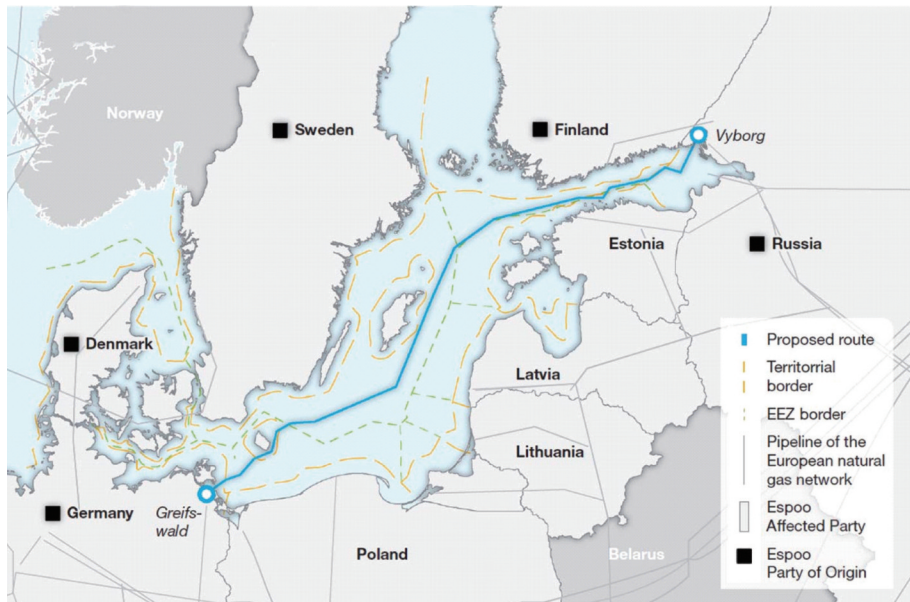 Norway
Sweden
Finland
Vyborg
Estonia
Russia
Denmark
Latvia
Lithuania
Germany
Greifs-
wald
Poland
Belarus
Proposed route
Territorrial
border
EEZ border
Pipeline of the
European natural
gas network
Espoo
Affected Party
Espoo
Party of Origin